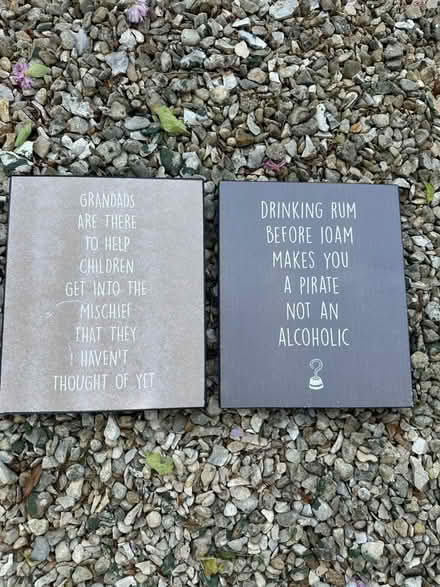 GRANDADS
ARE THERE
TO HELP
CHILDREN
GET INTO THE
MISCHIEF
THAT THEY
HAVEN'T
THOUGHT OF YET
DRINKING RUM
BEFORE 10AM
MAKES YOU
A PIRATE
NOT AN
ALCOHOLIC